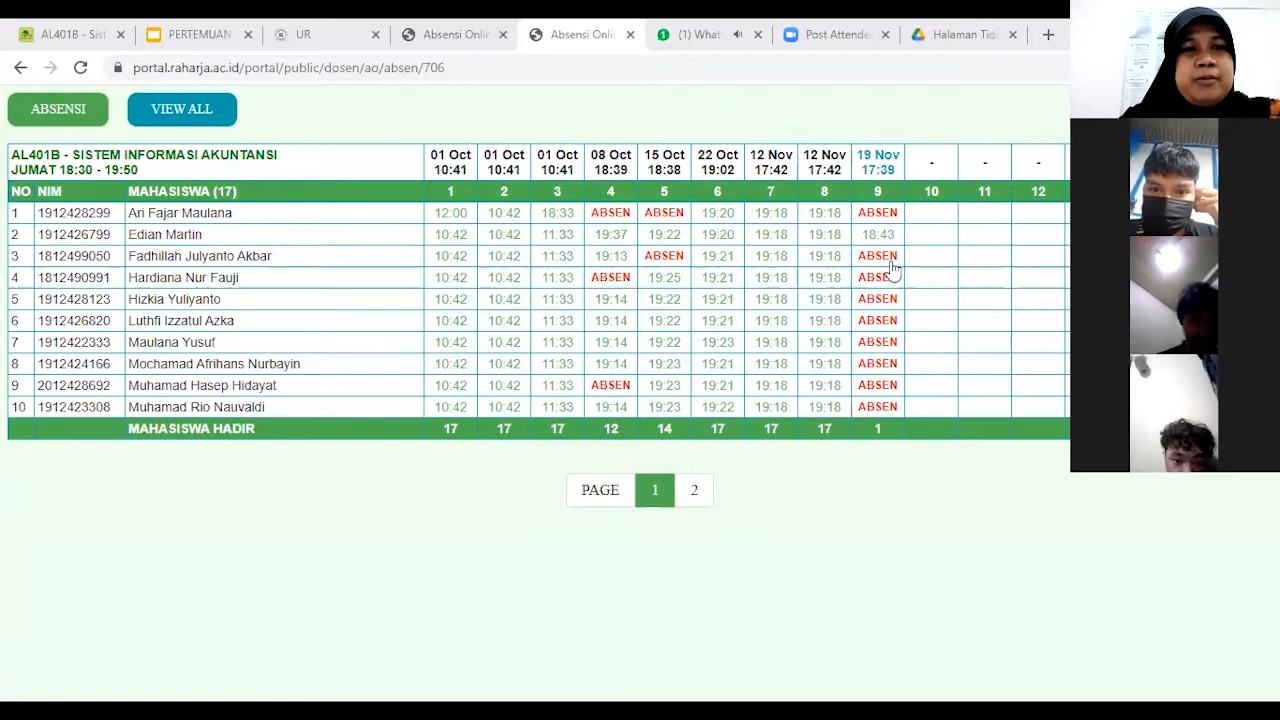 AL401B - Sist
PERTEMUAN
UR
Absensi Onli
(1) What
Post Attende
Halaman Tid
ABSENSI VIEW ALL
AL401B - SISTEM INFORMASI AKUNTANSI 01 Oct 01 Oct 01 Oct 08 Oct 15 Oct 22 Oct 12 Nov 12 Nov 19 Nov - - -
JUMAT 18:30 - 19:50 10:41 10:41 10:41 18:39 18:38 19:02 17:42 17:42 17:39
NO NIM MAHASISWA (17) 1 2 3 4 5 6 7 8 9 10 11 12
1 1912428299 Ari Fajar Maulana 12:00 10:42 18:33 ABSEN ABSEN 19:20 19:18 19:18 ABSEN
2 1912426799 Edian Martin 10:42 11:33 19:37 19:22 19:20 19:18 19:18 18:43
3 1812499050 Fadhillah Julyanto Akbar 10:42 10:42 11:33 19:13 ABSEN 19:21 19:18 19:18 ABSEN
4 1812490991 Hardiana Nur Fauji 10:42 10:42 11:33 ABSEN 19:25 19:21 19:18 19:18 ABSEN
5 1912428123 Hizkia Yuliyanto 10:42 10:42 11:33 19:14 19:22 19:21 19:18 19:18 ABSEN
6 1912426820 Luthfi Izzatul Azka 10:42 10:42 11:33 19:14 19:22 19:21 19:18 19:18 ABSEN
7 1912422333 Maulana Yusuf 10:42 10:42 11:33 19:14 19:22 19:23 19:18 19:18 ABSEN
8 1912424166 Mochamad Afrihans Nurbayin 10:42 10:42 11:33 19:14 19:23 19:21 19:18 19:18 ABSEN
9 2012428692 Muhamad Hasep Hidayat 10:42 10:42 11:33 ABSEN 19:23 19:21 19:18 19:18 ABSEN
10 1912423308 Muhamad Rio Nauvaldi 10:42 10:42 11:33 19:14 19:23 19:22 19:18 19:18 ABSEN
MAHASISWA HADIR 17 17 17 12 14 17 17 17 1
PAGE 1 2